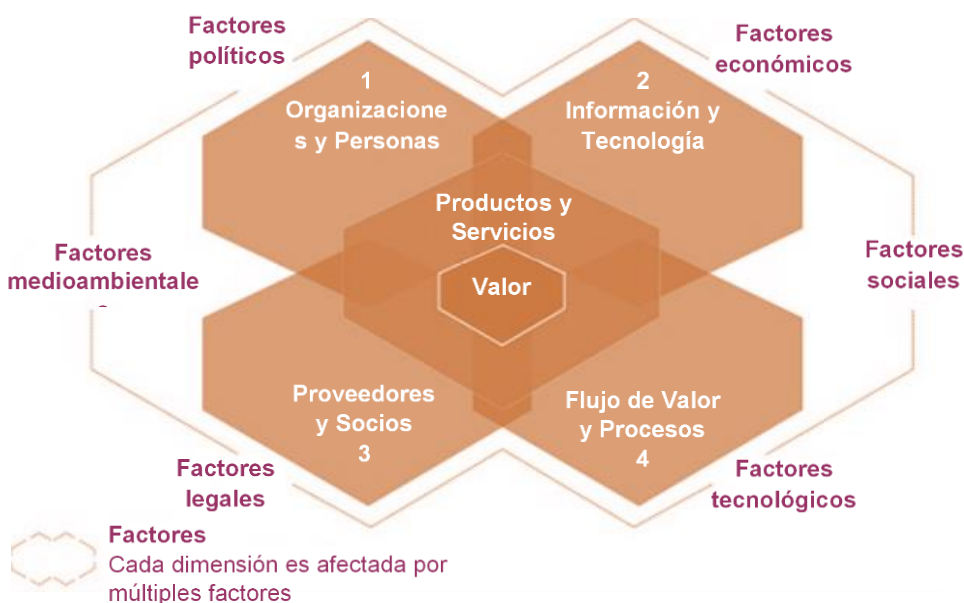 Factores
políticos
Factores
económicos
1
Organizacione
s y Personas
2
Información y
Tecnología
Productos y
Servicios
Valor
Factores
medioambientale
Factores
sociales
Proveedores
y Socios
3
Flujo de Valor
y Procesos
4
Factores
legales
Factores
tecnológicos
Factores
Cada dimensión es afectada por
múltiples factores